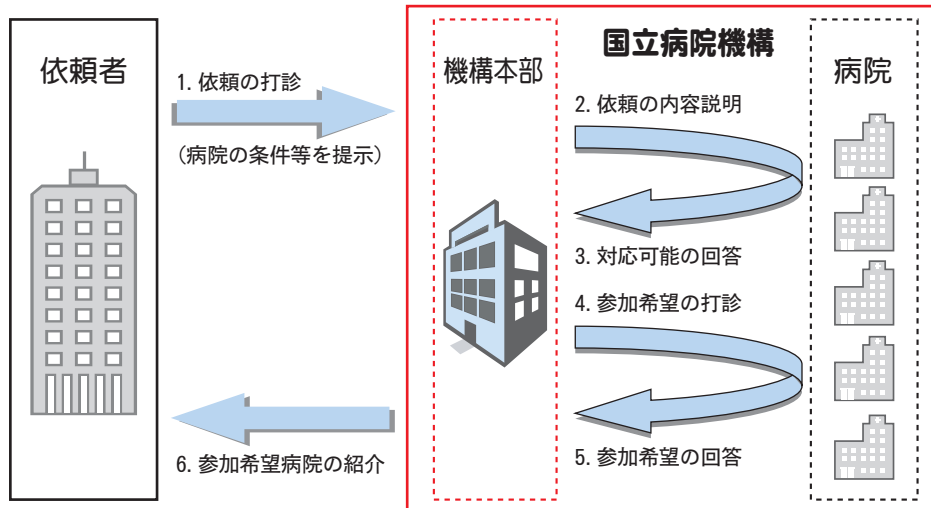 国立病院機構
依頼者
機構本部
病院
1. 依頼の打診
(病院の条件等を提示)
2. 依頼の内容説明
3. 対応可能の回答
4. 参加希望の打診
5. 参加希望の回答
6. 参加希望病院の紹介